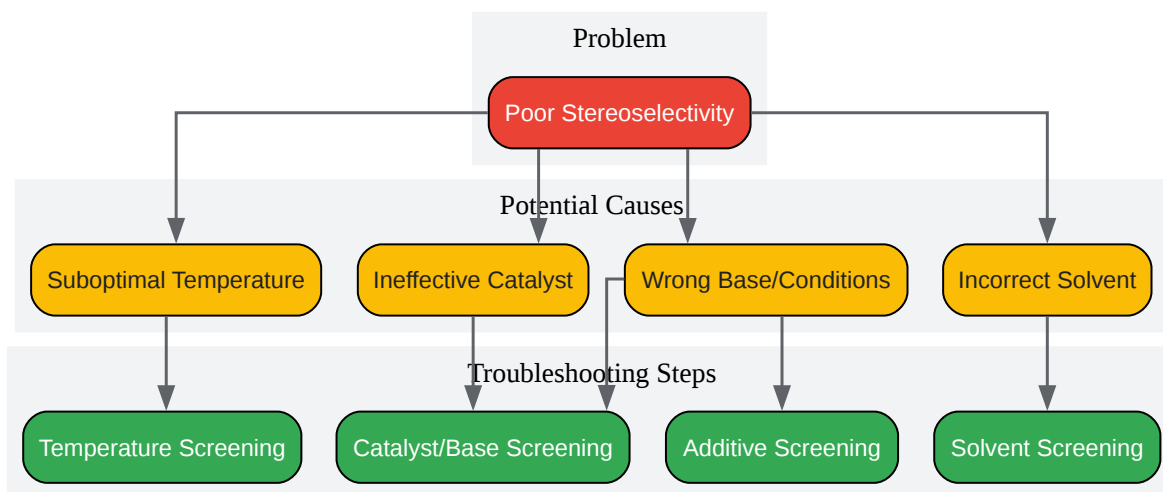 Problem
Poor Stereoselectivity
Potential Causes
Suboptimal Temperature
Ineffective Catalyst
Wrong Base/Conditions
Incorrect Solvent
Troubleshooting Steps
Temperature Screening
Catalyst/Base Screening
Additive Screening
Solvent Screening